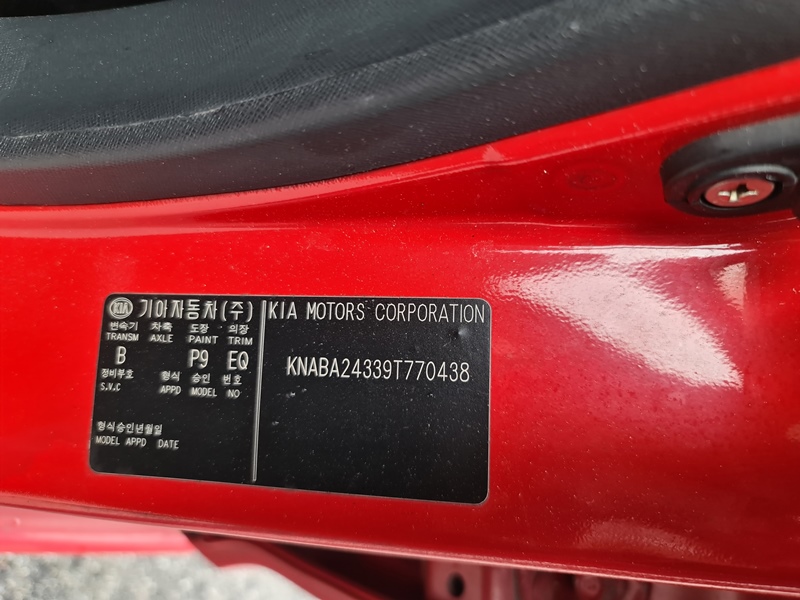 KIA 기아자동차(주)
변속기 차축 도장 의장
TRANSM AXLE PAINT TRIM
B P9 EQ
정비부호 형식 승인 번호
S.V.C APPD MODEL NO
형식승인년월일
MODEL APPD DATE
KIA MOTORS CORPORATION
KNABA24339T770438